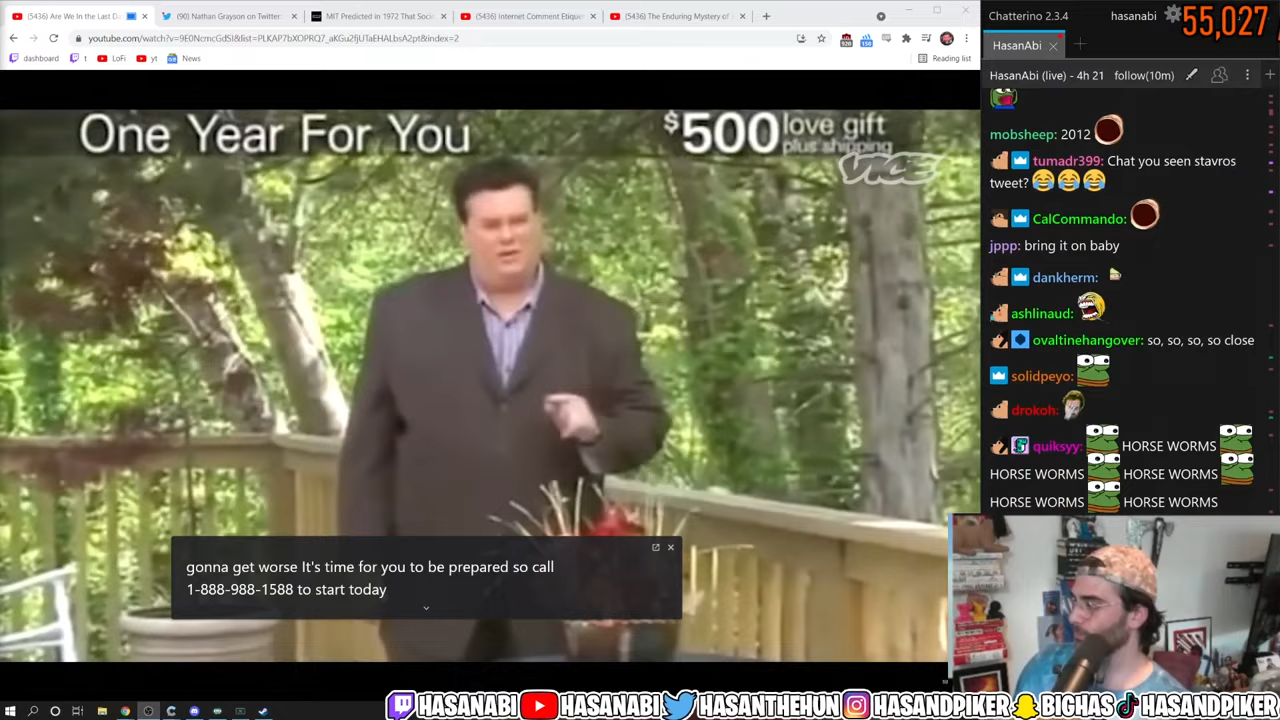 (5436) Are We In the Last Da
(90) Nathan Grayson on Twitter:
MIT Predicted in 1972 That Socie
(5436) Internet Comment Etiquet
(5436) The Enduring Mystery of
youtube.com/watch?v=9E0NcmcGdSI&list=PLKAP7bXOPRQ7_aKGu2fjUTaEHALbsA2pt&index=2
920
150
dashboard
t
LoFi
yt
News
Reading list
One Year For You
$500 love gift
plus shipping
VICE
gonna get worse It's time for you to be prepared so call
1-888-988-1588 to start today
Chatterino 2.3.4
hasanabi
55,027
HasanAbi
HasanAbi (live) - 4h 21
follow(10m)
mobsheep: 2012
tumadr399: Chat you seen stavros
tweet?
CalCommando:
jppp: bring it on baby
dankherm:
ashlinaud:
ovaltinehangover: so, so, so, so close
solidpeyo:
drokoh:
quiksyy: HORSE WORMS
HORSE WORMS HORSE WORMS
HORSE WORMS HORSE WORMS
HASANABI HASANABI HASANTHEHUN HASANDPIKER BIGHAS HASANDPIKER